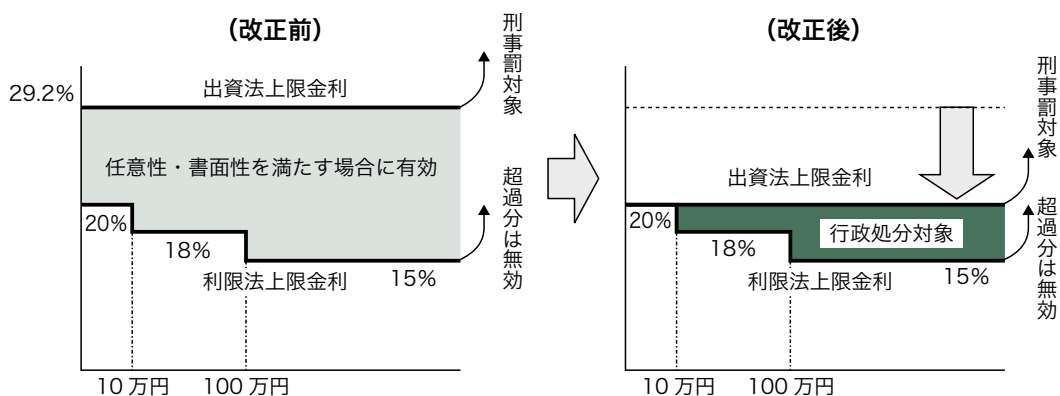 （改正前）
刑事罰対象
29.2%
出資法上限金利
任意性・書面性を満たす場合に有効
超過分は無効
20%
18%
15%
利限法上限金利
10 万円
100 万円
（改正後）
刑事罰対象
出資法上限金利
超過分は無効
20%
行政処分対象
18%
15%
利限法上限金利
10 万円
100 万円